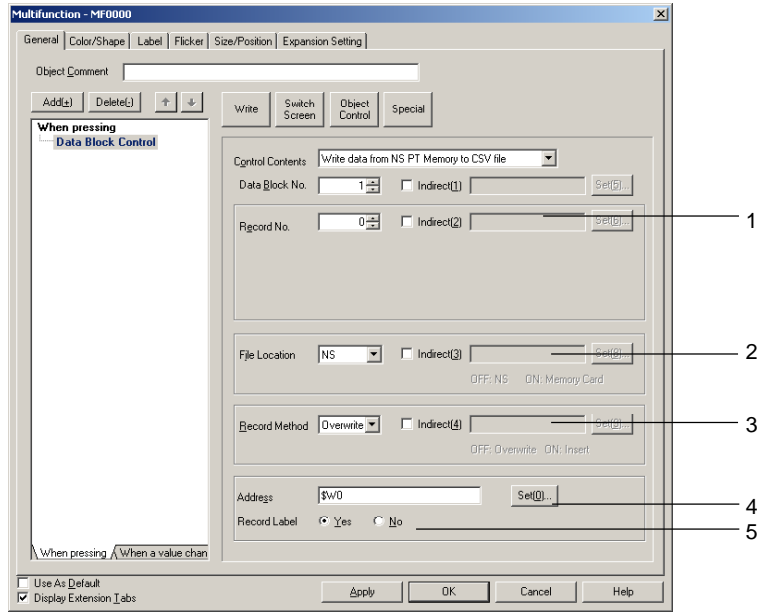 Multifunction - MF0000
General Color/Shape Label Flicker Size/Position Expansion Setting
Object Comment
Add(+) Delete(-)
Write Switch Screen Object Control Special
When pressing
Data Block Control
Control Contents Write data from NS PT Memory to CSV file
Data Block No. 1 Indirect(1) Set(5)...
Record No. 0 Indirect(2) Set(6)... 1
File Location NS Indirect(3) Set(8)... 2
OFF: NS ON: Memory Card
Record Method Overwrite Indirect(4) Set(9)... 3
OFF: Overwrite ON: Insert
Address $W0 Set(0)... 4
Record Label Yes No 5
When pressing When a value chan
Use As Default
Display Extension Tabs
Apply OK Cancel Help